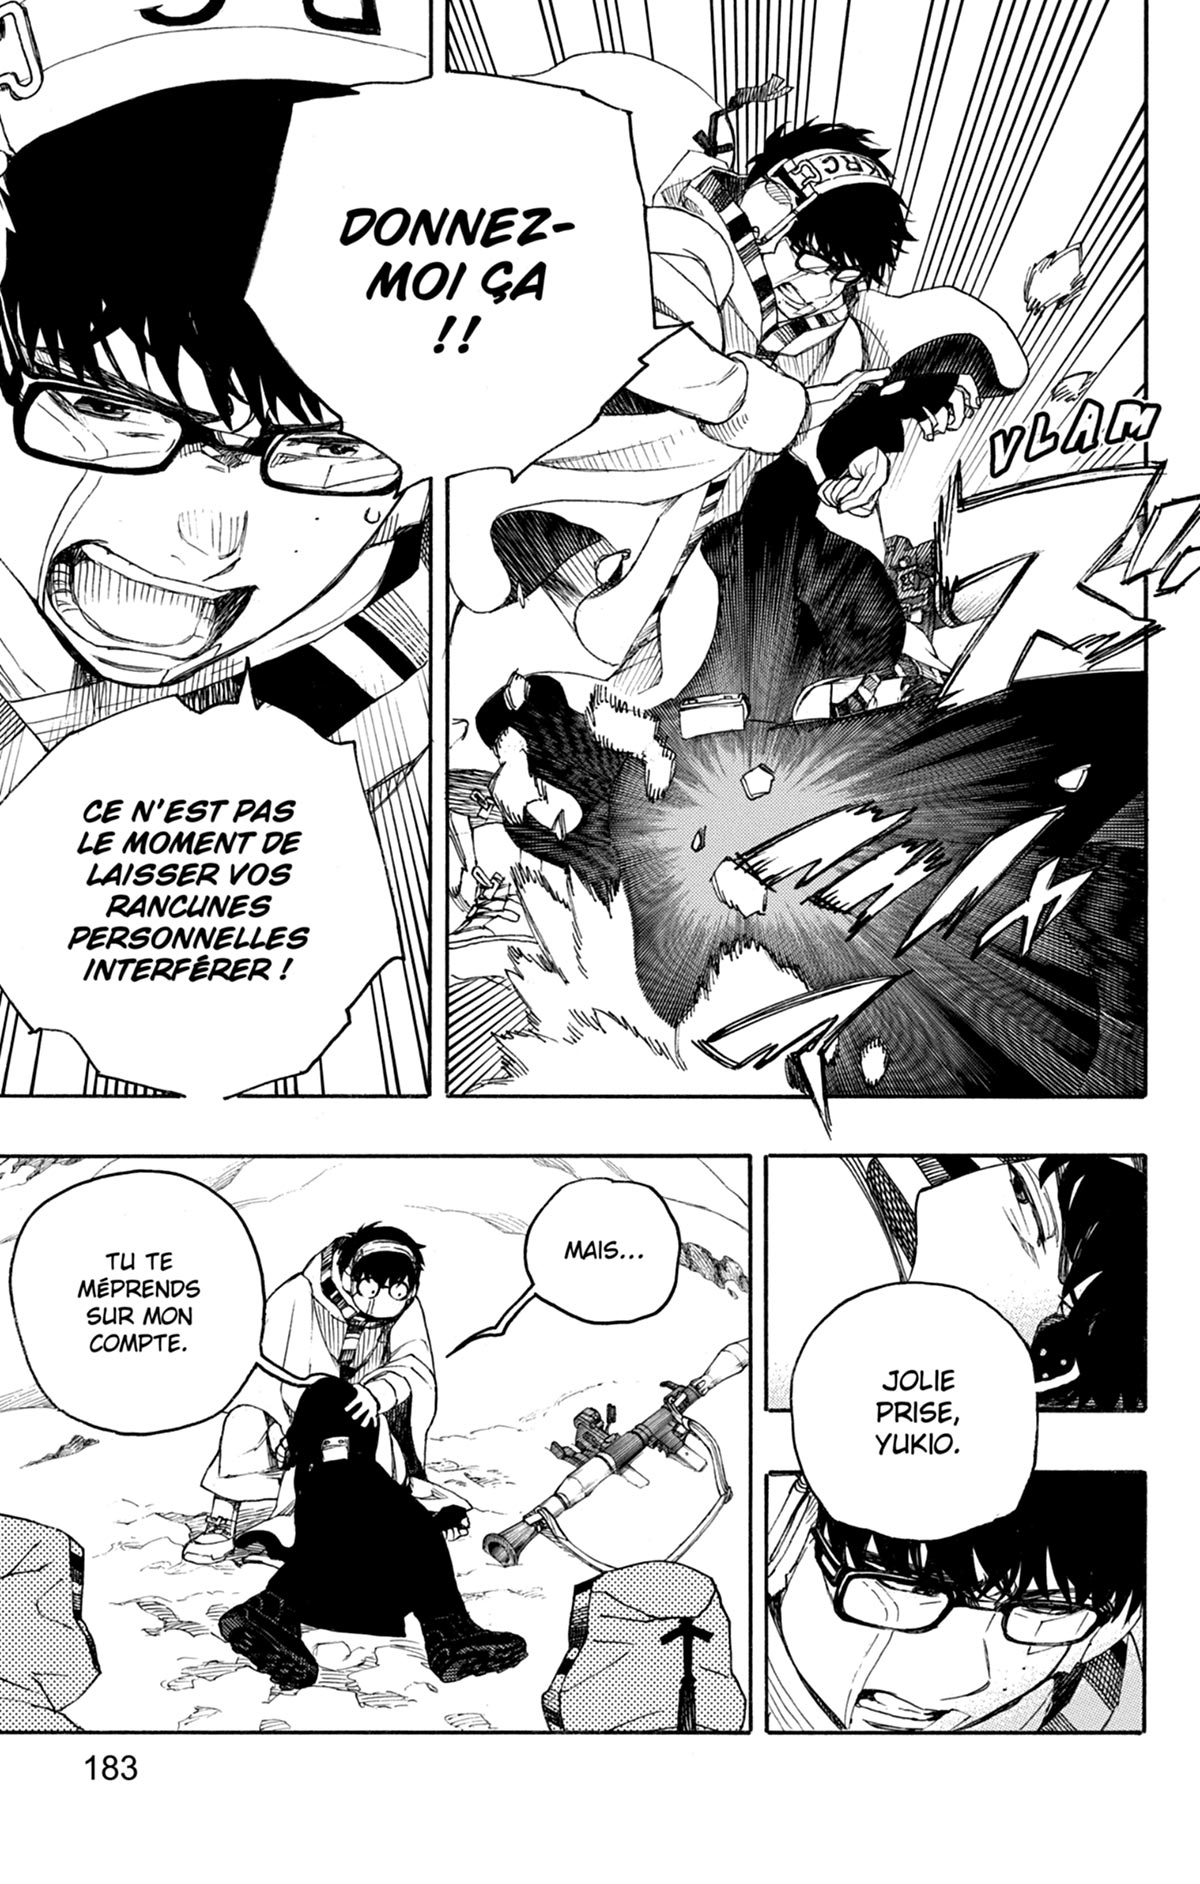 KRC
VLAM
DONNEZ-
MOI ÇA
!!
CE N'EST PAS
LE MOMENT DE
LAISSER VOS
RANCUNES
PERSONNELLES
INTERFÉRER !
JOLIE
PRISE,
YUKIO.
MAIS...
TU TE
MÉPRENDS
SUR MON
COMPTE.
183